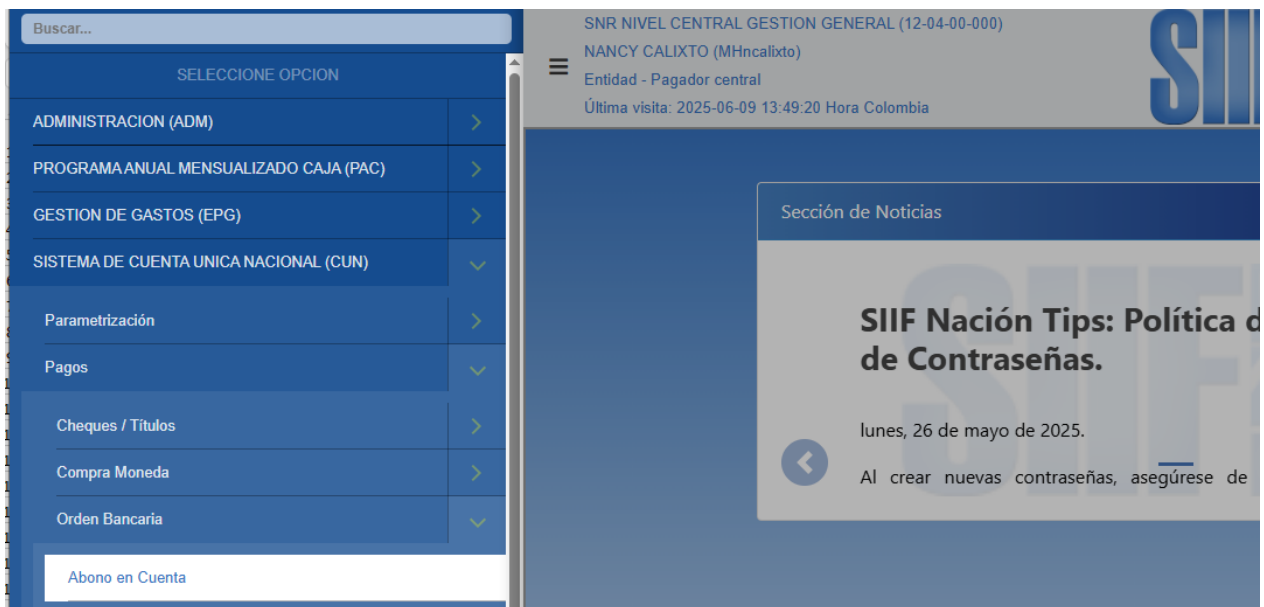 Buscar...
SELECCIONE OPCION
ADMINISTRACION (ADM)
PROGRAMA ANUAL MENSUALIZADO CAJA (PAC)
GESTION DE GASTOS (EPG)
SISTEMA DE CUENTA UNICA NACIONAL (CUN)
Parametrización
Pagos
Cheques / Títulos
Compra Moneda
Orden Bancaria
Abono en Cuenta
SNR NIVEL CENTRAL GESTION GENERAL (12-04-00-000)
NANCY CALIXTO (MHncalixto)
Entidad - Pagador central
Última visita: 2025-06-09 13:49:20 Hora Colombia
SII
Sección de Noticias
SIIF Nación Tips: Política d
de Contraseñas.
lunes, 26 de mayo de 2025.
Al crear nuevas contraseñas, asegúrese de